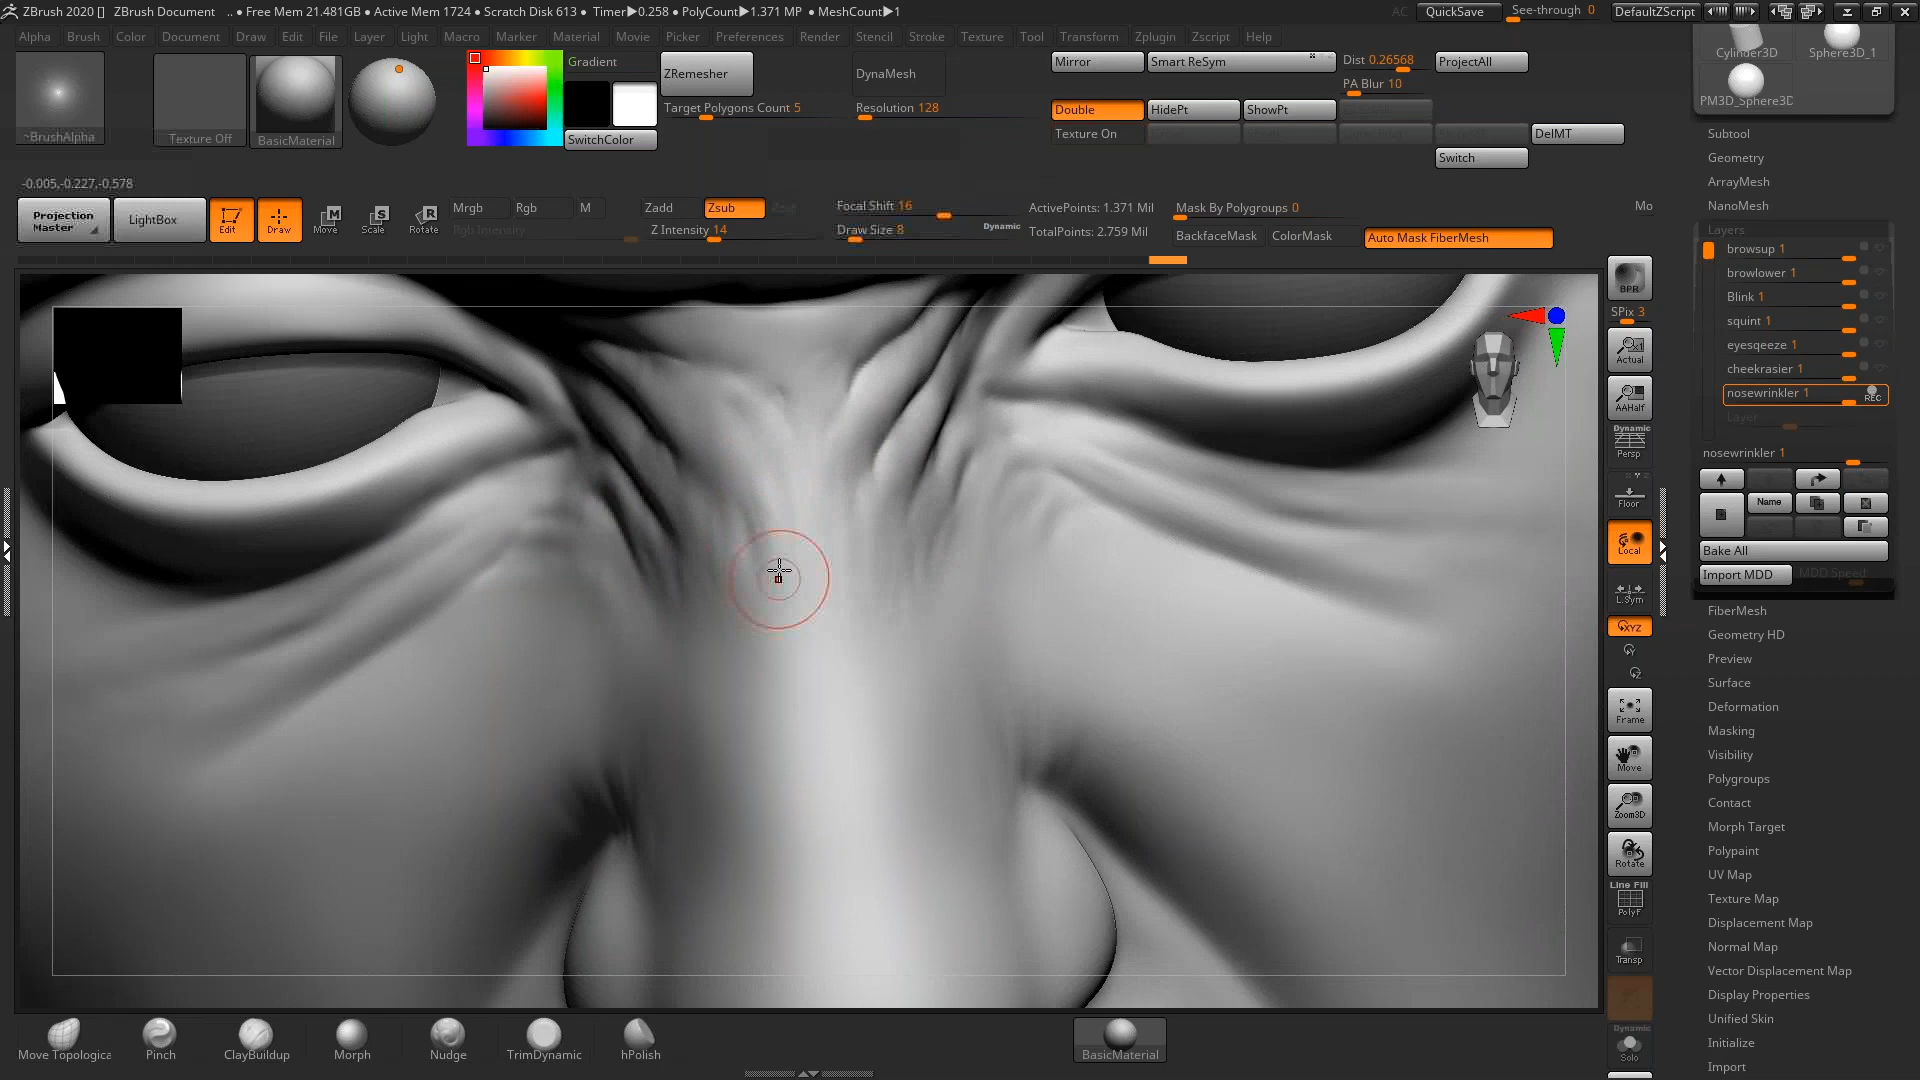 ZBrush 2020 [] ZBrush Document .. • Free Mem 21.481GB • Active Mem 1724 • Scratch Disk 613 • Timer▶0.258 • PolyCount▶1.371 MP • MeshCount▶1 AC QuickSave See-through 0 DefaultZScript
Alpha Brush Color Document Draw Edit File Layer Light Macro Marker Material Movie Picker Preferences Render Stencil Stroke Texture Tool Transform Zplugin Zscript Help
Cylinder3D Sphere3D_1
PM3D_Sphere3D
~BrushAlpha
Texture Off
BasicMaterial
Gradient
SwitchColor
ZRemesher
Target Polygons Count 5
DynaMesh
Resolution 128
Mirror Smart ReSym Dist 0.26568 ProjectAll
PA Blur 10
Double HidePt ShowPt
Texture On DelMT
Switch
-0.005,-0.227,-0.578
Projection Master
LightBox
Edit Draw Move Scale Rotate
Mrgb Rgb M
Rgb Intensity
Zadd Zsub
Z Intensity 14
Focal Shift 16
Draw Size 8
Dynamic
ActivePoints: 1.371 Mil
TotalPoints: 2.759 Mil
Mask By Polygroups 0
BackfaceMask ColorMask Auto Mask FiberMesh
Mo
BPR
SPix 3
Actual
AAHalf
Dynamic
Persp
Floor
Local
L.Sym
XYZ
Frame
Move
Zoom3D
Rotate
Line Fill
PolyF
Transp
Dynamic
Solo
Subtool
Geometry
ArrayMesh
NanoMesh
Layers
browsup 1
browlower 1
Blink 1
squint 1
eyesqeeze 1
cheekrasier 1
nosewrinkler 1 REC
Layer
nosewrinkler 1
Name
Bake All
Import MDD MDD Speed
FiberMesh
Geometry HD
Preview
Surface
Deformation
Masking
Visibility
Polygroups
Contact
Morph Target
Polypaint
UV Map
Texture Map
Displacement Map
Normal Map
Vector Displacement Map
Display Properties
Unified Skin
Initialize
Import
Move Topologica Pinch ClayBuildup Morph Nudge TrimDynamic hPolish BasicMaterial